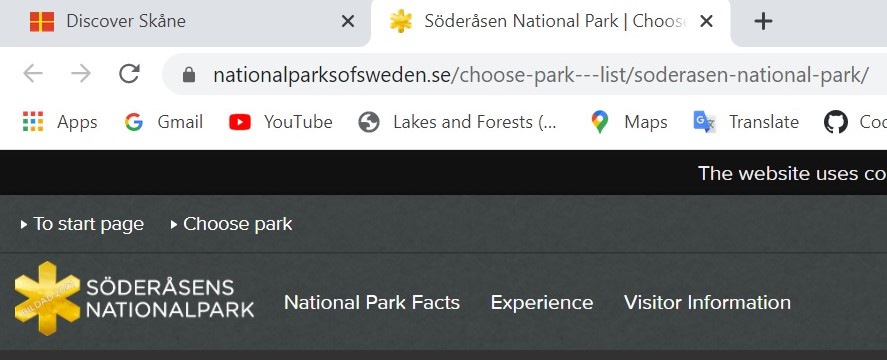 Discover Skåne
Söderåsen National Park | Choos
nationalparksofsweden.se/choose-park---list/soderasen-national-park/
Apps Gmail YouTube Lakes and Forests (... Maps Translate Coc
The website uses co
To start page Choose park
SÖDERÅSENS
NATIONALPARK
National Park Facts Experience Visitor Information